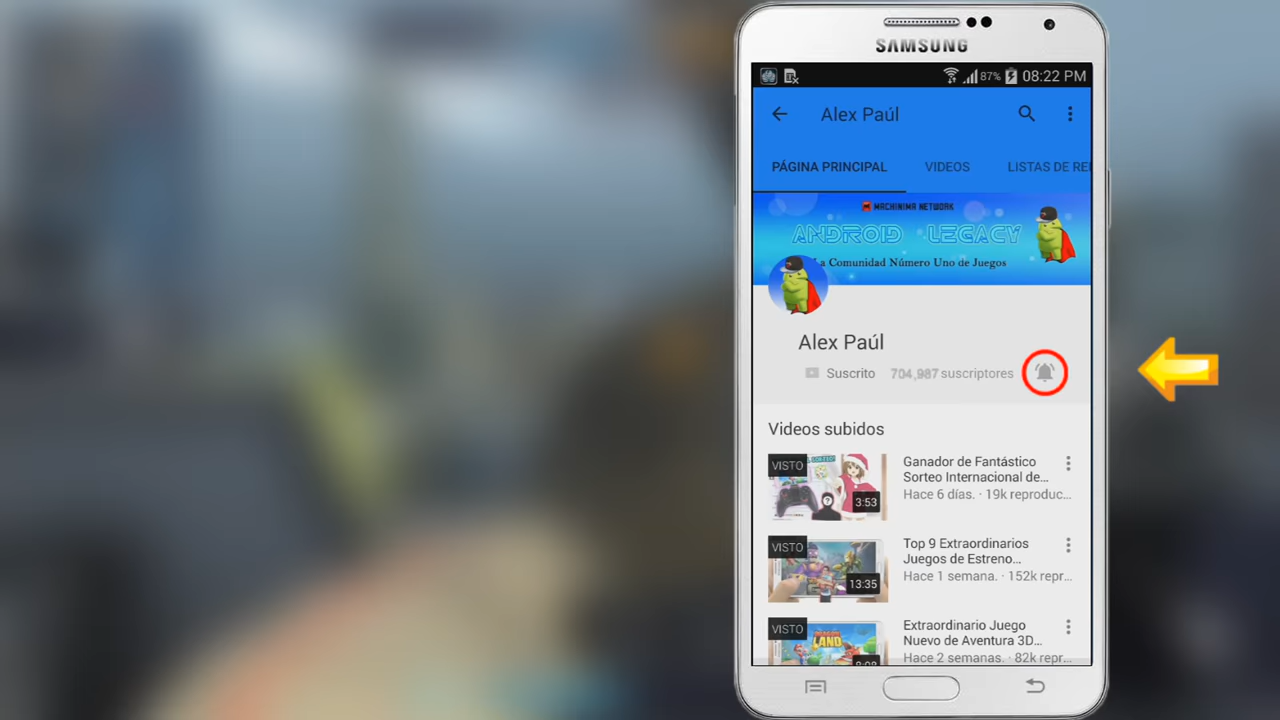 SAMSUNG
87% 08:22 PM
Alex Paúl
PÁGINA PRINCIPAL VIDEOS LISTAS DE RE
MACHINIMA NETWORK
ANDROID LEGACY
La Comunidad Número Uno de Juegos
Alex Paúl
Suscrito 704,987 suscriptores
Videos subidos
VISTO
3:53
Ganador de Fantástico
Sorteo Internacional de...
Hace 6 días. · 19k reproduc...
VISTO
13:35
Top 9 Extraordinarios
Juegos de Estreno...
Hace 1 semana. · 152k repr...
VISTO
LAND
8:08
Extraordinario Juego
Nuevo de Aventura 3D...
Hace 2 semanas. · 82k repr...